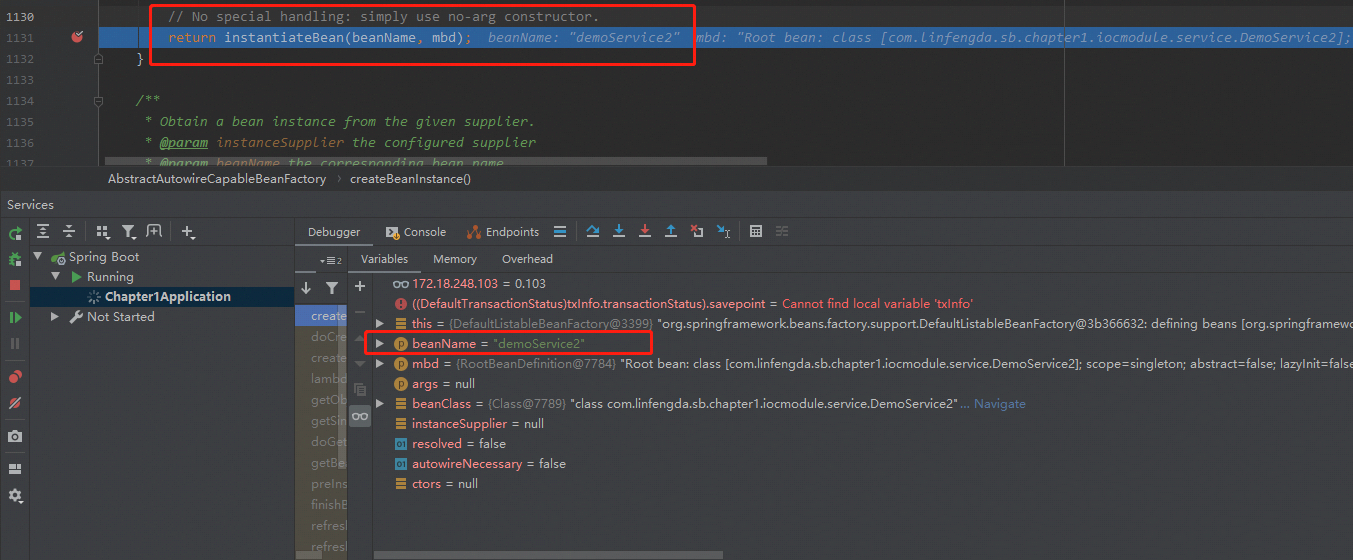 1130 // No special handling: simply use no-arg constructor.
1131 return instantiateBean(beanName, mbd); beanName: "demoService2" mbd: "Root bean: class [com.linfengda.sb.chapter1.iocmodule.service.DemoService2];
1132 }
1133
1134 /**
1135 * Obtain a bean instance from the given supplier.
1136 * @param instanceSupplier the configured supplier
1137 * @param beanName the corresponding bean name
AbstractAutowireCapableBeanFactory › createBeanInstance()
Services
Debugger Console Endpoints
Spring Boot
Running
Chapter1Application
Not Started
2 Variables Memory Overhead
create
doCre
create
lambd
getOb
getSin
doGet
getBe
preIns
finishB
refresh
refresh
172.18.248.103 = 0.103
((DefaultTransactionStatus)txInfo.transactionStatus).savepoint = Cannot find local variable 'txInfo'
this = {DefaultListableBeanFactory@3399} "org.springframework.beans.factory.support.DefaultListableBeanFactory@3b366632: defining beans [org.springframew
beanName = "demoService2"
mbd = {RootBeanDefinition@7784} "Root bean: class [com.linfengda.sb.chapter1.iocmodule.service.DemoService2]; scope=singleton; abstract=false; lazyInit=false
args = null
beanClass = {Class@7789} "class com.linfengda.sb.chapter1.iocmodule.service.DemoService2"... Navigate
instanceSupplier = null
01 resolved = false
01 autowireNecessary = false
ctors = null